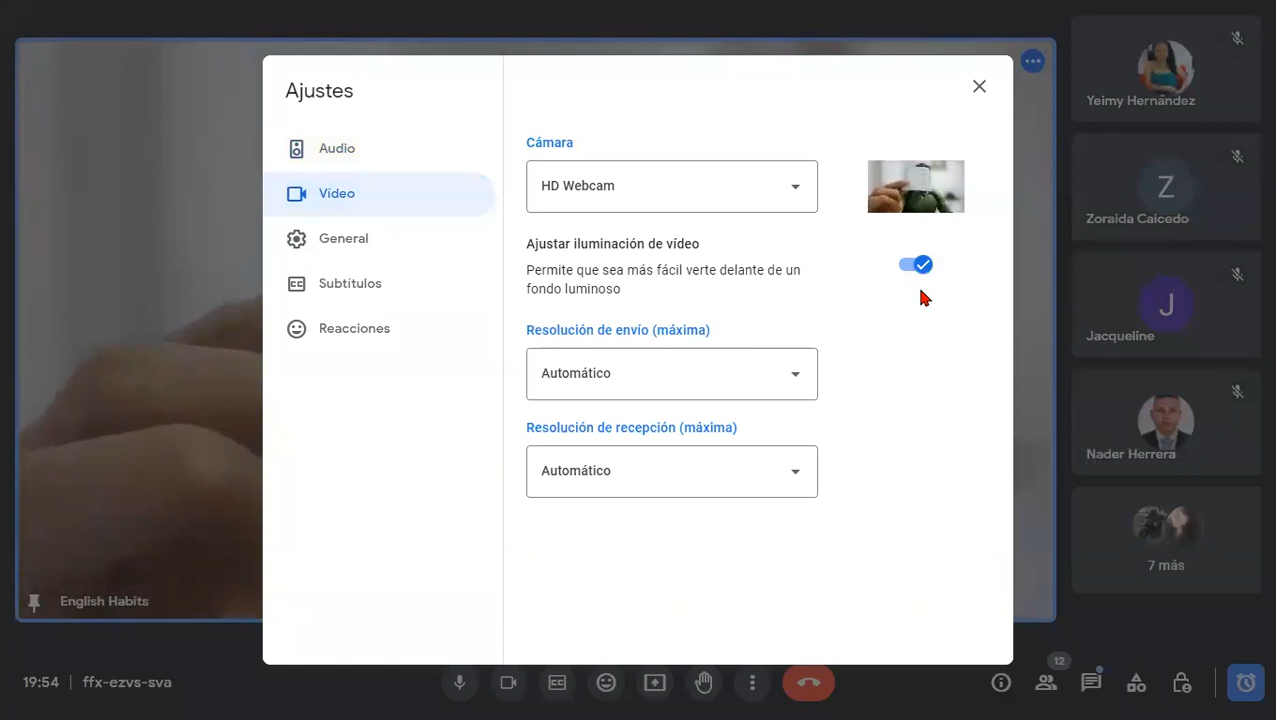 Ajustes
Audio
Vídeo
General
Subtítulos
Reacciones
Cámara
HD Webcam
Ajustar iluminación de vídeo
Permite que sea más fácil verte delante de un
fondo luminoso
Resolución de envío (máxima)
Automático
Resolución de recepción (máxima)
Automático
Yeimy Hernández
Z
Zoraida Caicedo
J
Jacqueline
Nader Herrera
7 más
English Habits
19:54 | ffx-ezvs-sva
12